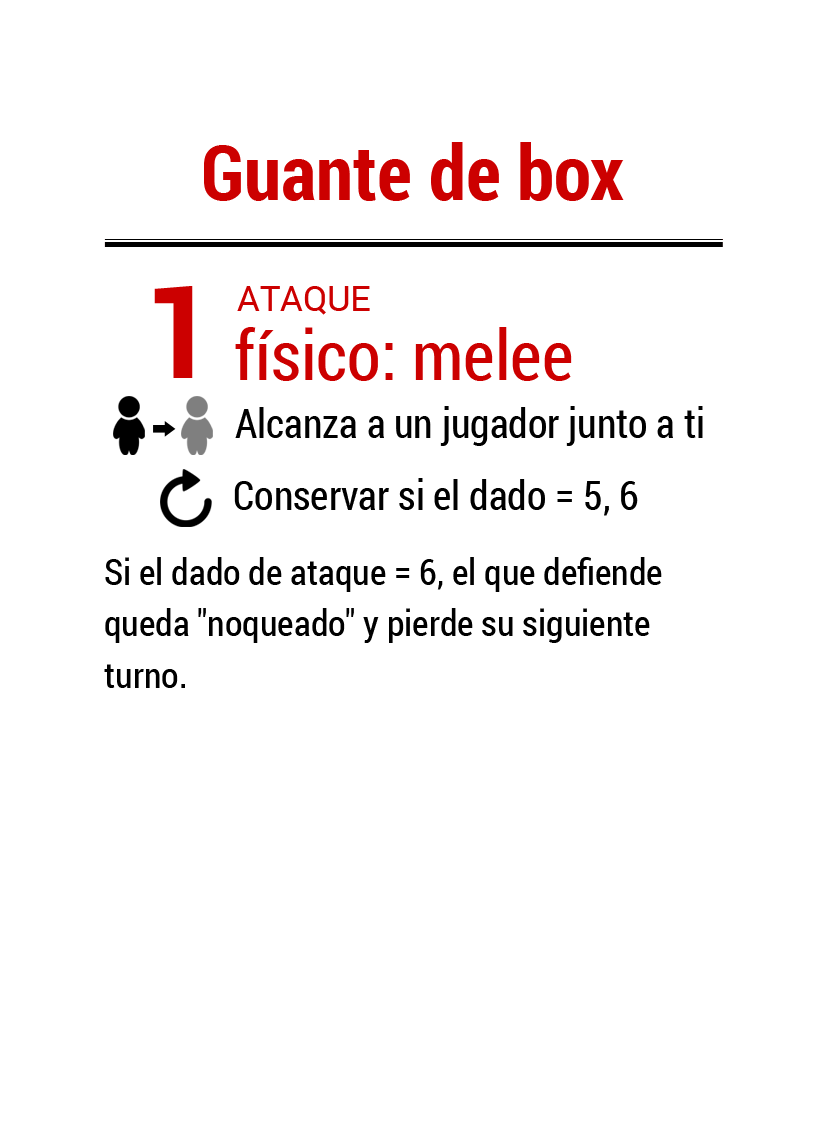 Guante de box
1 ATAQUE
físico: melee
Alcanza a un jugador junto a ti
Conservar si el dado = 5, 6
Si el dado de ataque = 6, el que defiende
queda "noqueado" y pierde su siguiente
turno.